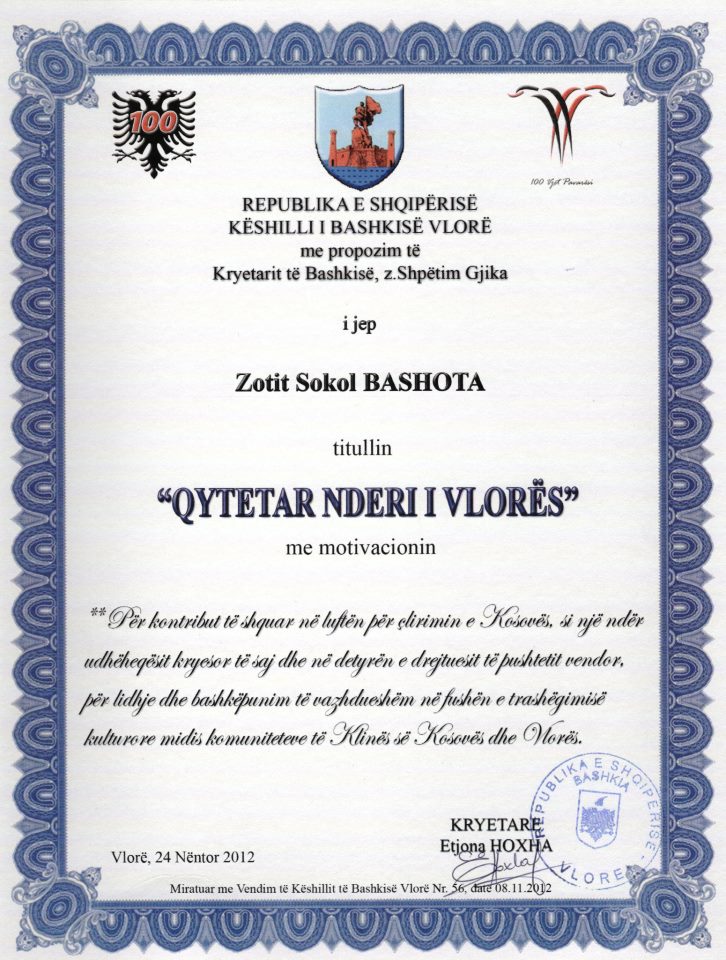 100
100 Vjet Pavarësi
REPUBLIKA E SHQIPËRISË
KËSHILLI I BASHKISË VLORË
me propozim të
Kryetarit të Bashkisë, z.Shpëtim Gjika
i jep
Zotit Sokol BASHOTA
titullin
“QYTETAR NDERI I VLORËS”
me motivacionin
**Për kontribut të shquar në luftën për çlirimin e Kosovës, si një ndër
udhëheqësit kryesor të saj dhe në detyrën e drejtuesit të pushtetit vendor,
për lidhje dhe bashkëpunim të vazhdueshëm në fushën e trashëgimisë
kulturore midis komuniteteve të Klinës së Kosovës dhe Vlorës.
KRYETARE
Etjona HOXHA
Hoxha
REPUBLIKA E SHQIPERISE
BASHKIA
VLORE
Vlorë, 24 Nëntor 2012
Miratuar me Vendim të Këshillit të Bashkisë Vlorë Nr. 56, datë 08.11.2012